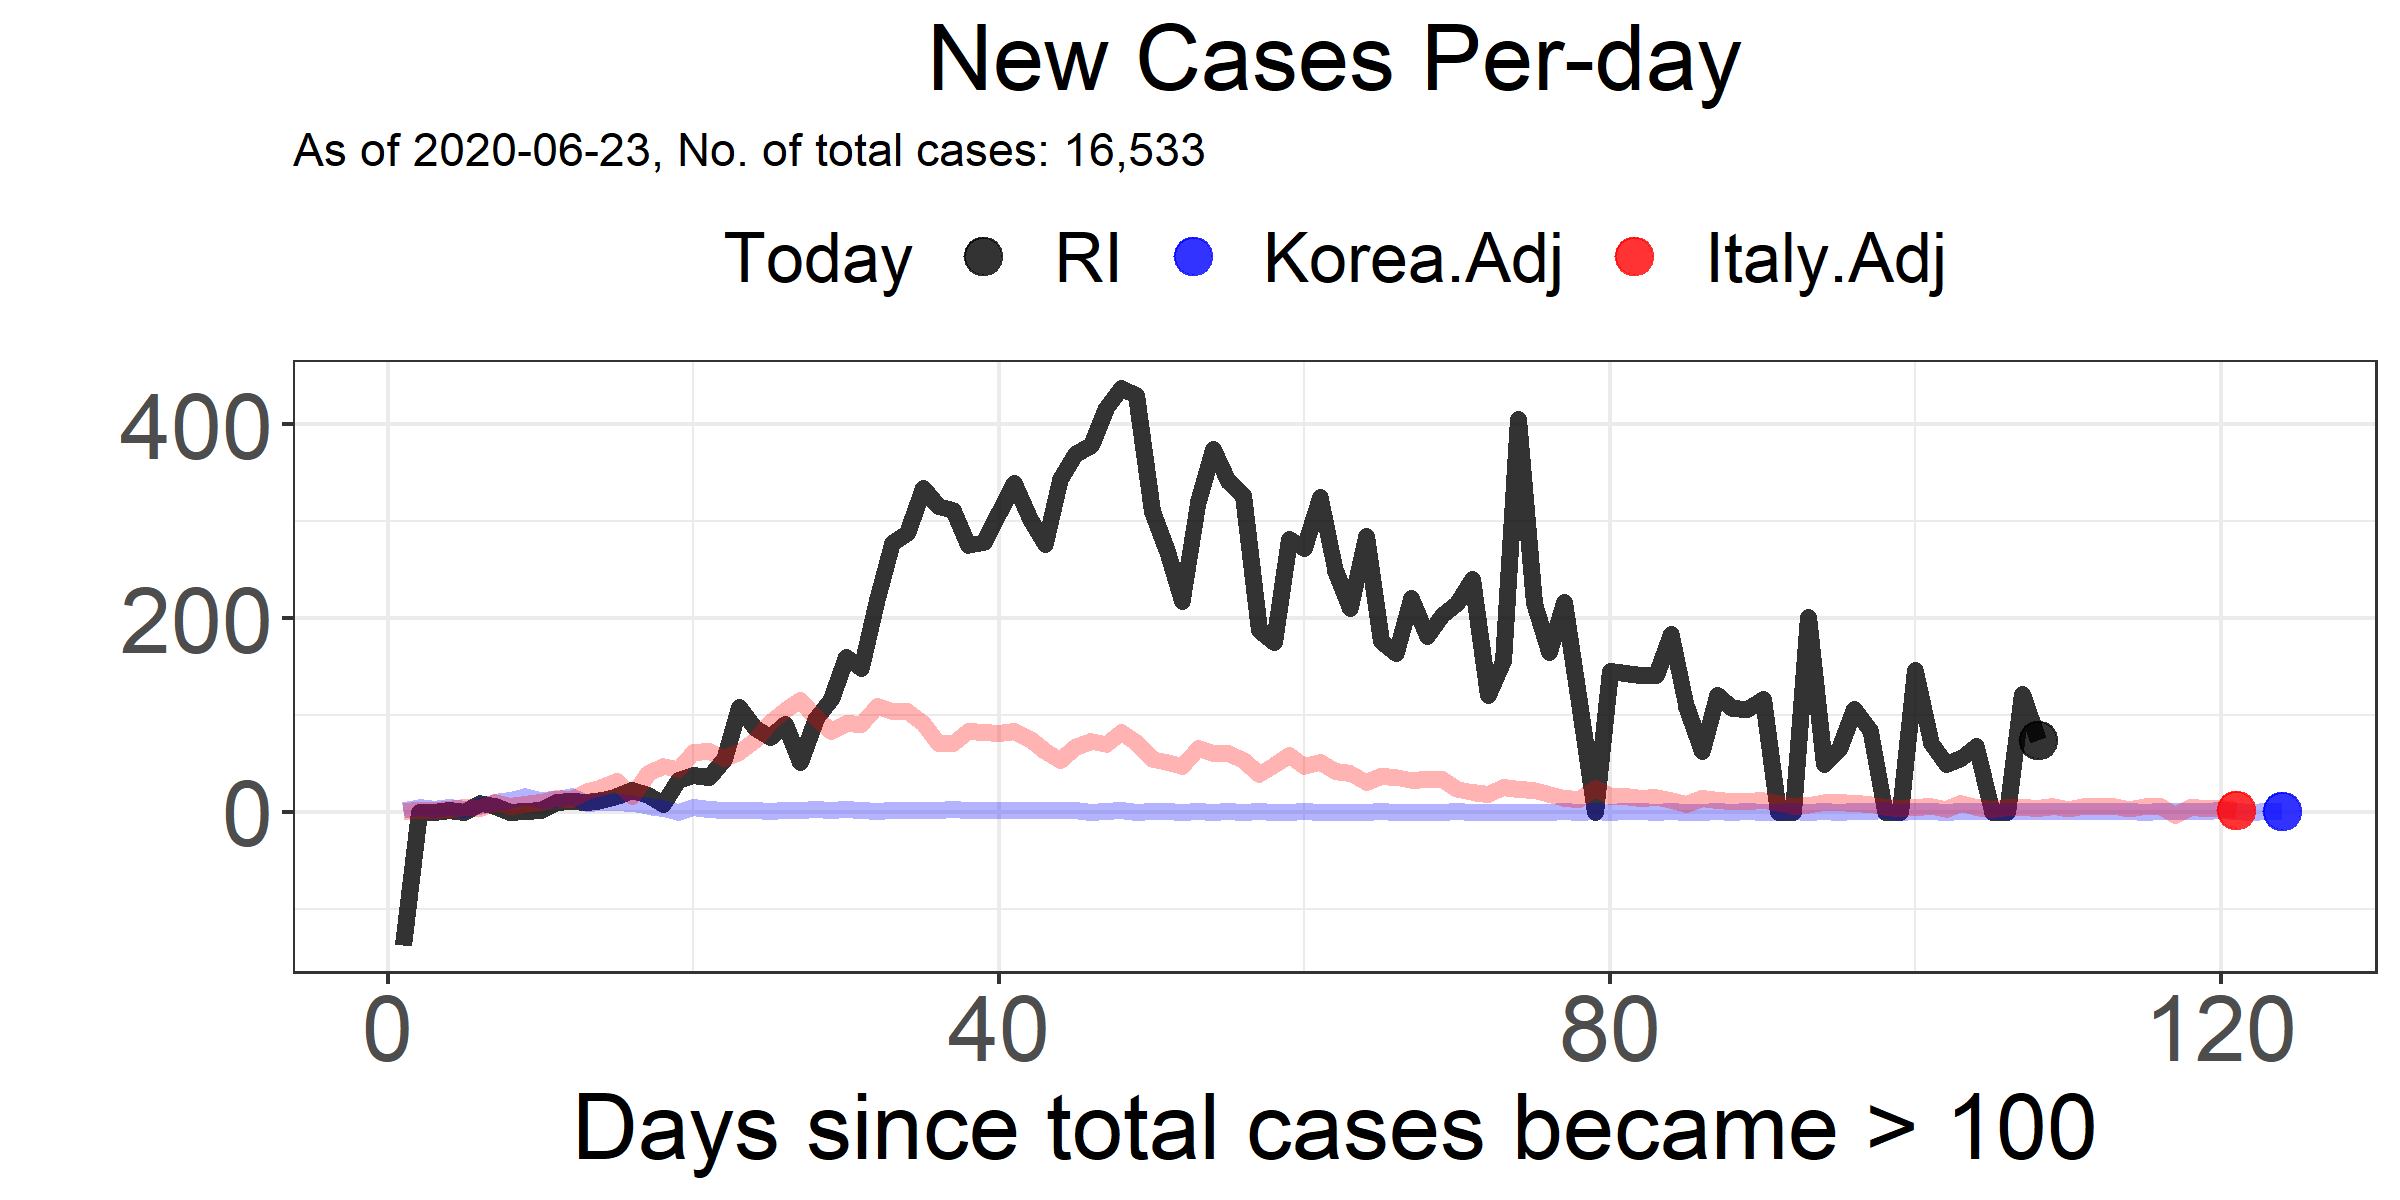 New Cases Per-day
As of 2020-06-23, No. of total cases: 16,533
Today RI Korea.Adj Italy.Adj
400
200
0
0 40 80 120
Days since total cases became > 100